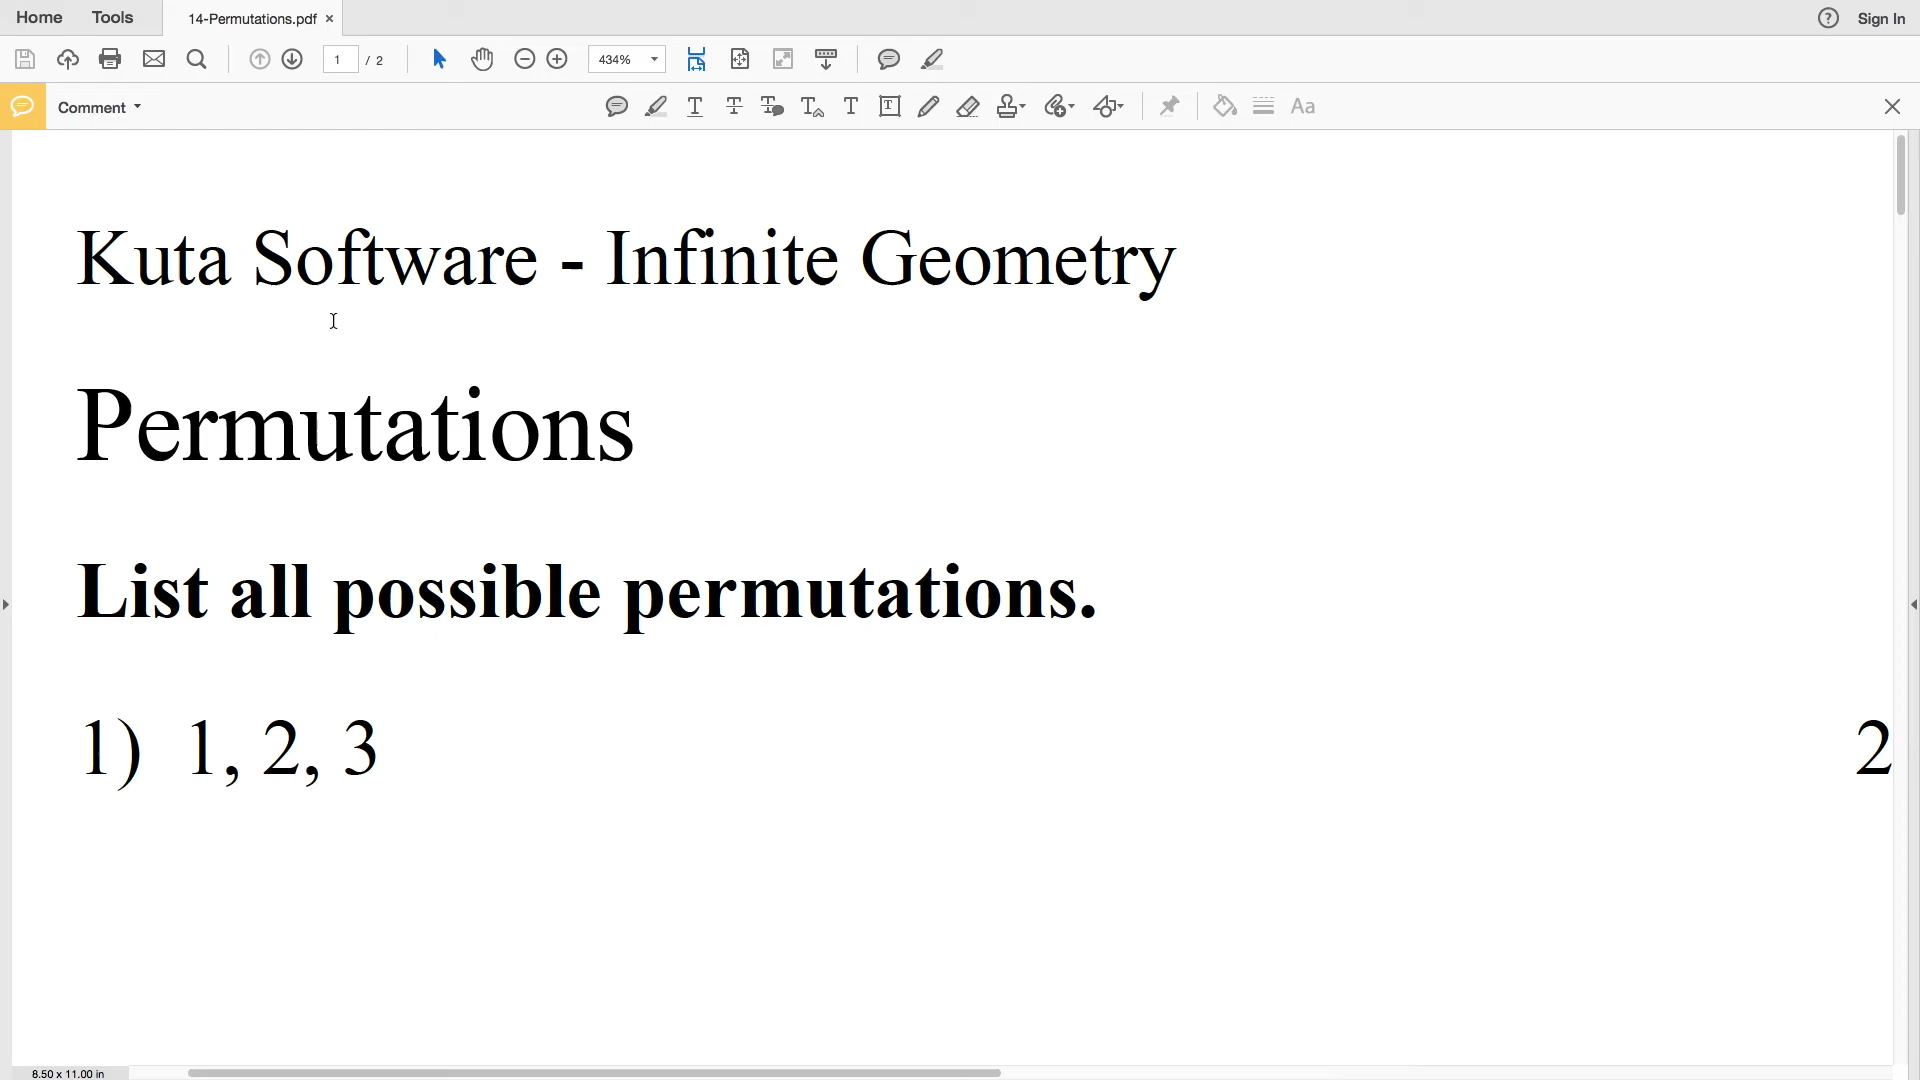 Home Tools 14-Permutations.pdf × Sign In
1 / 2 434%
Comment Aa
Kuta Software - Infinite Geometry
Permutations
List all possible permutations.
1) 1, 2, 3 2
8.50 x 11.00 in